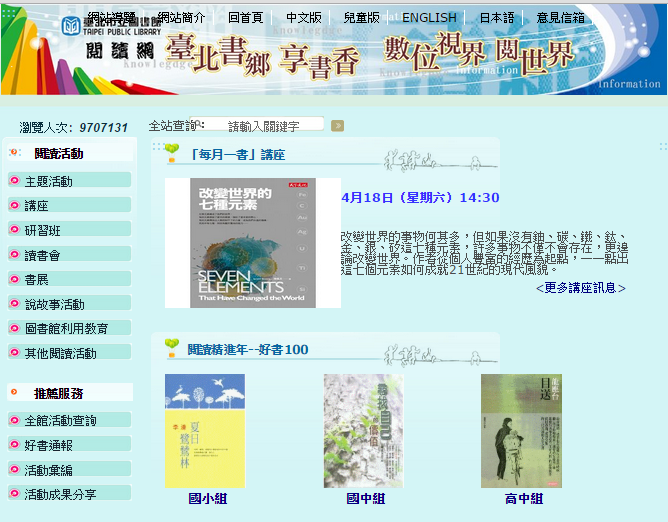 網站導覽 網站簡介 回首頁 中文版 兒童版 ENGLISH 日本語 意見信箱
臺北市立圖書館
TAIPEI PUBLIC LIBRARY
閱讀網
臺北書鄉 享書香 數位視界 閱世界
Knowledge
Information
Information
瀏覽人次: 9707131
全站查詢: 請輸入關鍵字
閱讀活動
主題活動
講座
研習班
讀書會
書展
說故事活動
圖書館利用教育
其他閱讀活動
推薦服務
全館活動查詢
好書通報
活動彙編
活動成果分享
「每月一書」講座
改變世界的
七種元素
SEVEN
ELEMENTS
That Have Changed the World
4月18日 (星期六) 14:30
改變世界的事物何其多，但如果沒有鈾、碳、鐵、鈦、
金、銀、矽這七種元素，許多事物不僅不會存在，更遑
論改變世界。作者從個人豐富的經歷為起點，一一點出
這七個元素如何成就21世紀的現代風貌。
<更多講座訊息>
閱讀精進年--好書100
夏日
鷺鷥林
李潼
尋找
價值
龍應台
目送
國小組
國中組
高中組